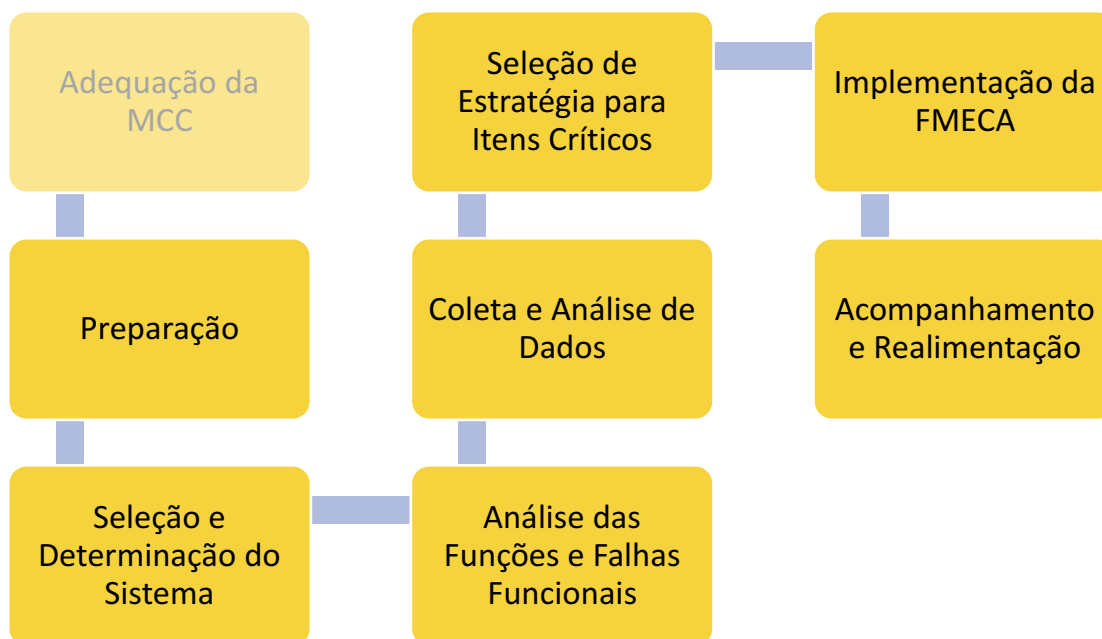 Adequação da
MCC
Preparação
Seleção e
Determinação do
Sistema
Análise das
Funções e Falhas
Funcionais
Coleta e Análise de
Dados
Seleção de
Estratégia para
Itens Críticos
Implementação da
FMECA
Acompanhamento
e Realimentação